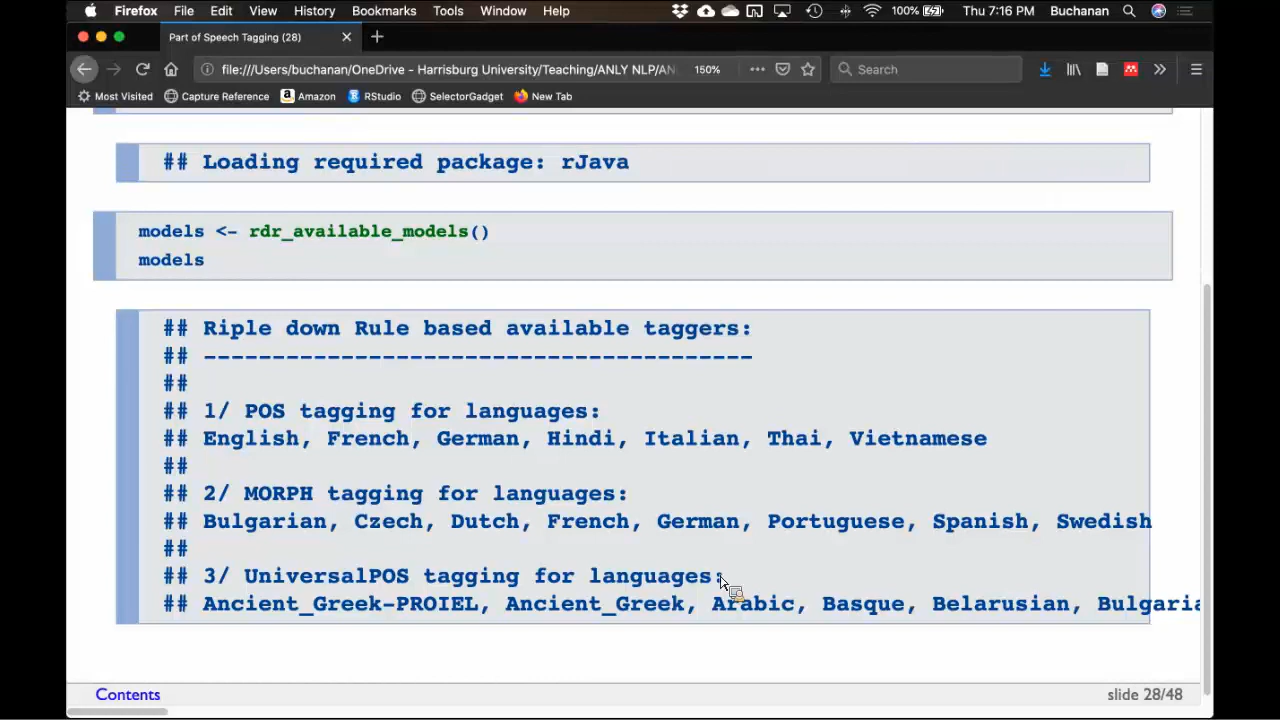 Firefox File Edit View History Bookmarks Tools Window Help 100% Thu 7:16 PM Buchanan
Part of Speech Tagging (28)
file:///Users/buchanan/OneDrive - Harrisburg University/Teaching/ANLY NLP/AN 150% Search
Most Visited Capture Reference Amazon RStudio SelectorGadget New Tab
## Loading required package: rJava
models <- rdr_available_models()
models
## Riple down Rule based available taggers:
## ----------------------------------------
##
## 1/ POS tagging for languages:
## English, French, German, Hindi, Italian, Thai, Vietnamese
##
## 2/ MORPH tagging for languages:
## Bulgarian, Czech, Dutch, French, German, Portuguese, Spanish, Swedish
##
## 3/ UniversalPOS tagging for languages:
## Ancient_Greek-PROIEL, Ancient_Greek, Arabic, Basque, Belarusian, Bulgaria
Contents slide 28/48